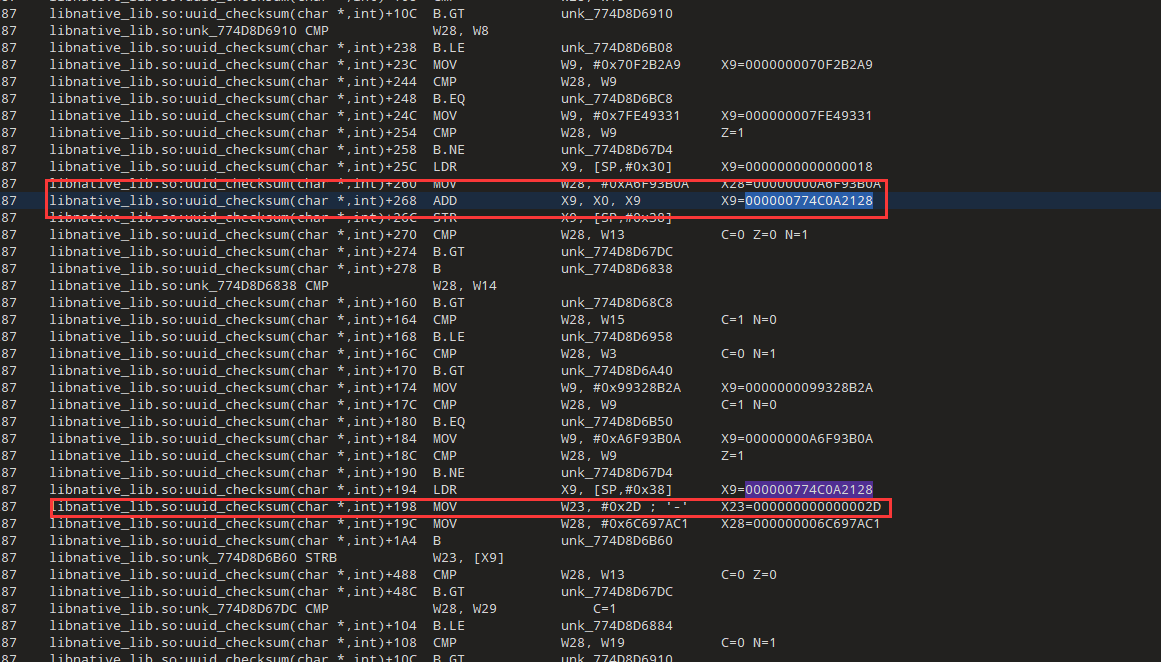 87 libnative_lib.so:uuid_checksum(char *,int)+10C B.GT unk_774D8D6910
87 libnative_lib.so:unk_774D8D6910 CMP W28, W8
87 libnative_lib.so:uuid_checksum(char *,int)+238 B.LE unk_774D8D6B08
87 libnative_lib.so:uuid_checksum(char *,int)+23C MOV W9, #0x70F2B2A9 X9=0000000070F2B2A9
87 libnative_lib.so:uuid_checksum(char *,int)+244 CMP W28, W9
87 libnative_lib.so:uuid_checksum(char *,int)+248 B.EQ unk_774D8D6BC8
87 libnative_lib.so:uuid_checksum(char *,int)+24C MOV W9, #0x7FE49331 X9=000000007FE49331
87 libnative_lib.so:uuid_checksum(char *,int)+254 CMP W28, W9 Z=1
87 libnative_lib.so:uuid_checksum(char *,int)+258 B.NE unk_774D8D67D4
87 libnative_lib.so:uuid_checksum(char *,int)+25C LDR X9, [SP,#0x30] X9=0000000000000018
87 libnative_lib.so:uuid_checksum(char *,int)+260 MOV W28, #0xA6F93B0A X28=00000000A6F93B0A
87 libnative_lib.so:uuid_checksum(char *,int)+268 ADD X9, X0, X9 X9=000000774C0A2128
87 libnative_lib.so:uuid_checksum(char *,int)+26C STR X9, [SP,#0x38]
87 libnative_lib.so:uuid_checksum(char *,int)+270 CMP W28, W13 C=0 Z=0 N=1
87 libnative_lib.so:uuid_checksum(char *,int)+274 B.GT unk_774D8D67DC
87 libnative_lib.so:uuid_checksum(char *,int)+278 B unk_774D8D6838
87 libnative_lib.so:unk_774D8D6838 CMP W28, W14
87 libnative_lib.so:uuid_checksum(char *,int)+160 B.GT unk_774D8D68C8
87 libnative_lib.so:uuid_checksum(char *,int)+164 CMP W28, W15 C=1 N=0
87 libnative_lib.so:uuid_checksum(char *,int)+168 B.LE unk_774D8D6958
87 libnative_lib.so:uuid_checksum(char *,int)+16C CMP W28, W3 C=0 N=1
87 libnative_lib.so:uuid_checksum(char *,int)+170 B.GT unk_774D8D6A40
87 libnative_lib.so:uuid_checksum(char *,int)+174 MOV W9, #0x99328B2A X9=0000000099328B2A
87 libnative_lib.so:uuid_checksum(char *,int)+17C CMP W28, W9 C=1 N=0
87 libnative_lib.so:uuid_checksum(char *,int)+180 B.EQ unk_774D8D6B50
87 libnative_lib.so:uuid_checksum(char *,int)+184 MOV W9, #0xA6F93B0A X9=00000000A6F93B0A
87 libnative_lib.so:uuid_checksum(char *,int)+18C CMP W28, W9 Z=1
87 libnative_lib.so:uuid_checksum(char *,int)+190 B.NE unk_774D8D67D4
87 libnative_lib.so:uuid_checksum(char *,int)+194 LDR X9, [SP,#0x38] X9=000000774C0A2128
87 libnative_lib.so:uuid_checksum(char *,int)+198 MOV W23, #0x2D ; '-' X23=000000000000002D
87 libnative_lib.so:uuid_checksum(char *,int)+19C MOV W28, #0x6C697AC1 X28=000000006C697AC1
87 libnative_lib.so:uuid_checksum(char *,int)+1A4 B unk_774D8D6B60
87 libnative_lib.so:unk_774D8D6B60 STRB W23, [X9]
87 libnative_lib.so:uuid_checksum(char *,int)+488 CMP W28, W13 C=0 Z=0
87 libnative_lib.so:uuid_checksum(char *,int)+48C B.GT unk_774D8D67DC
87 libnative_lib.so:unk_774D8D67DC CMP W28, W29 C=1
87 libnative_lib.so:uuid_checksum(char *,int)+104 B.LE unk_774D8D6884
87 libnative_lib.so:uuid_checksum(char *,int)+108 CMP W28, W19 C=0 N=1
87 libnative_lib.so:uuid_checksum(char *,int)+10C B.GT unk_774D8D6910